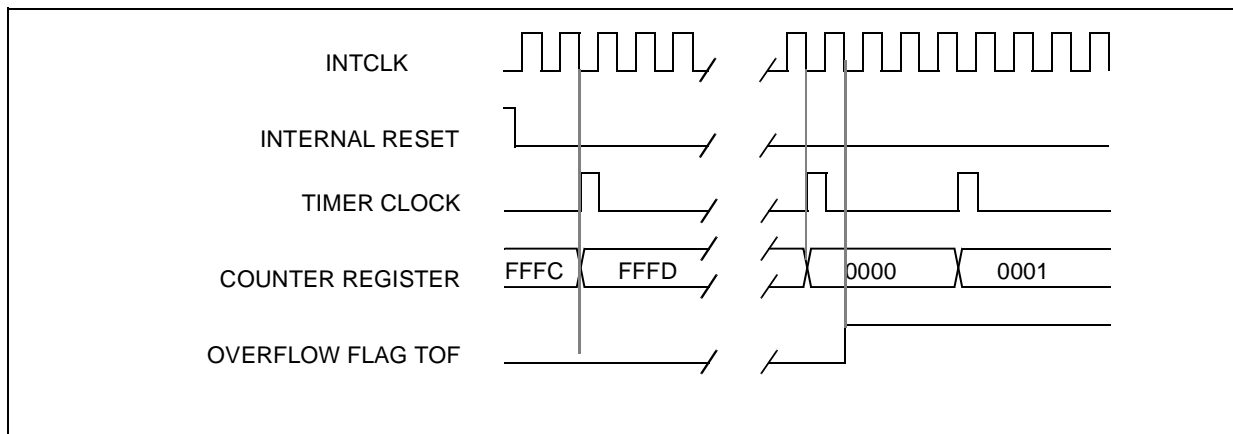 INTCLK
INTERNAL RESET
TIMER CLOCK
COUNTER REGISTER FFFC FFFD 0000 0001
OVERFLOW FLAG TOF